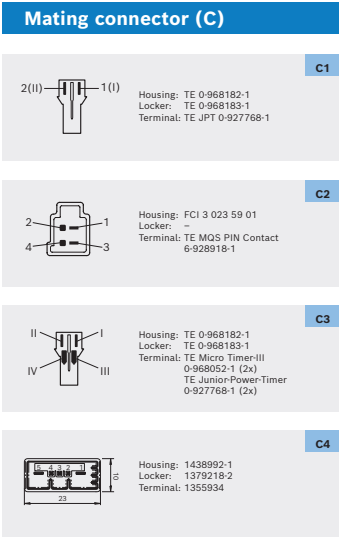 Mating connector (C)
C1
2(II)
1(I)
Housing: TE 0-968182-1
Locker: TE 0-968183-1
Terminal: TE JPT 0-927768-1
C2
2
1
4
3
Housing: FCI 3 023 59 01
Locker: –
Terminal: TE MQS PIN Contact
6-928918-1
C3
II
I
IV
III
Housing: TE 0-968182-1
Locker: TE 0-968183-1
Terminal: TE Micro Timer-III
0-968052-1 (2x)
TE Junior-Power-Timer
0-927768-1 (2x)
C4
5 4 3 2 1
10
23
Housing: 1438992-1
Locker: 1379218-2
Terminal: 1355934